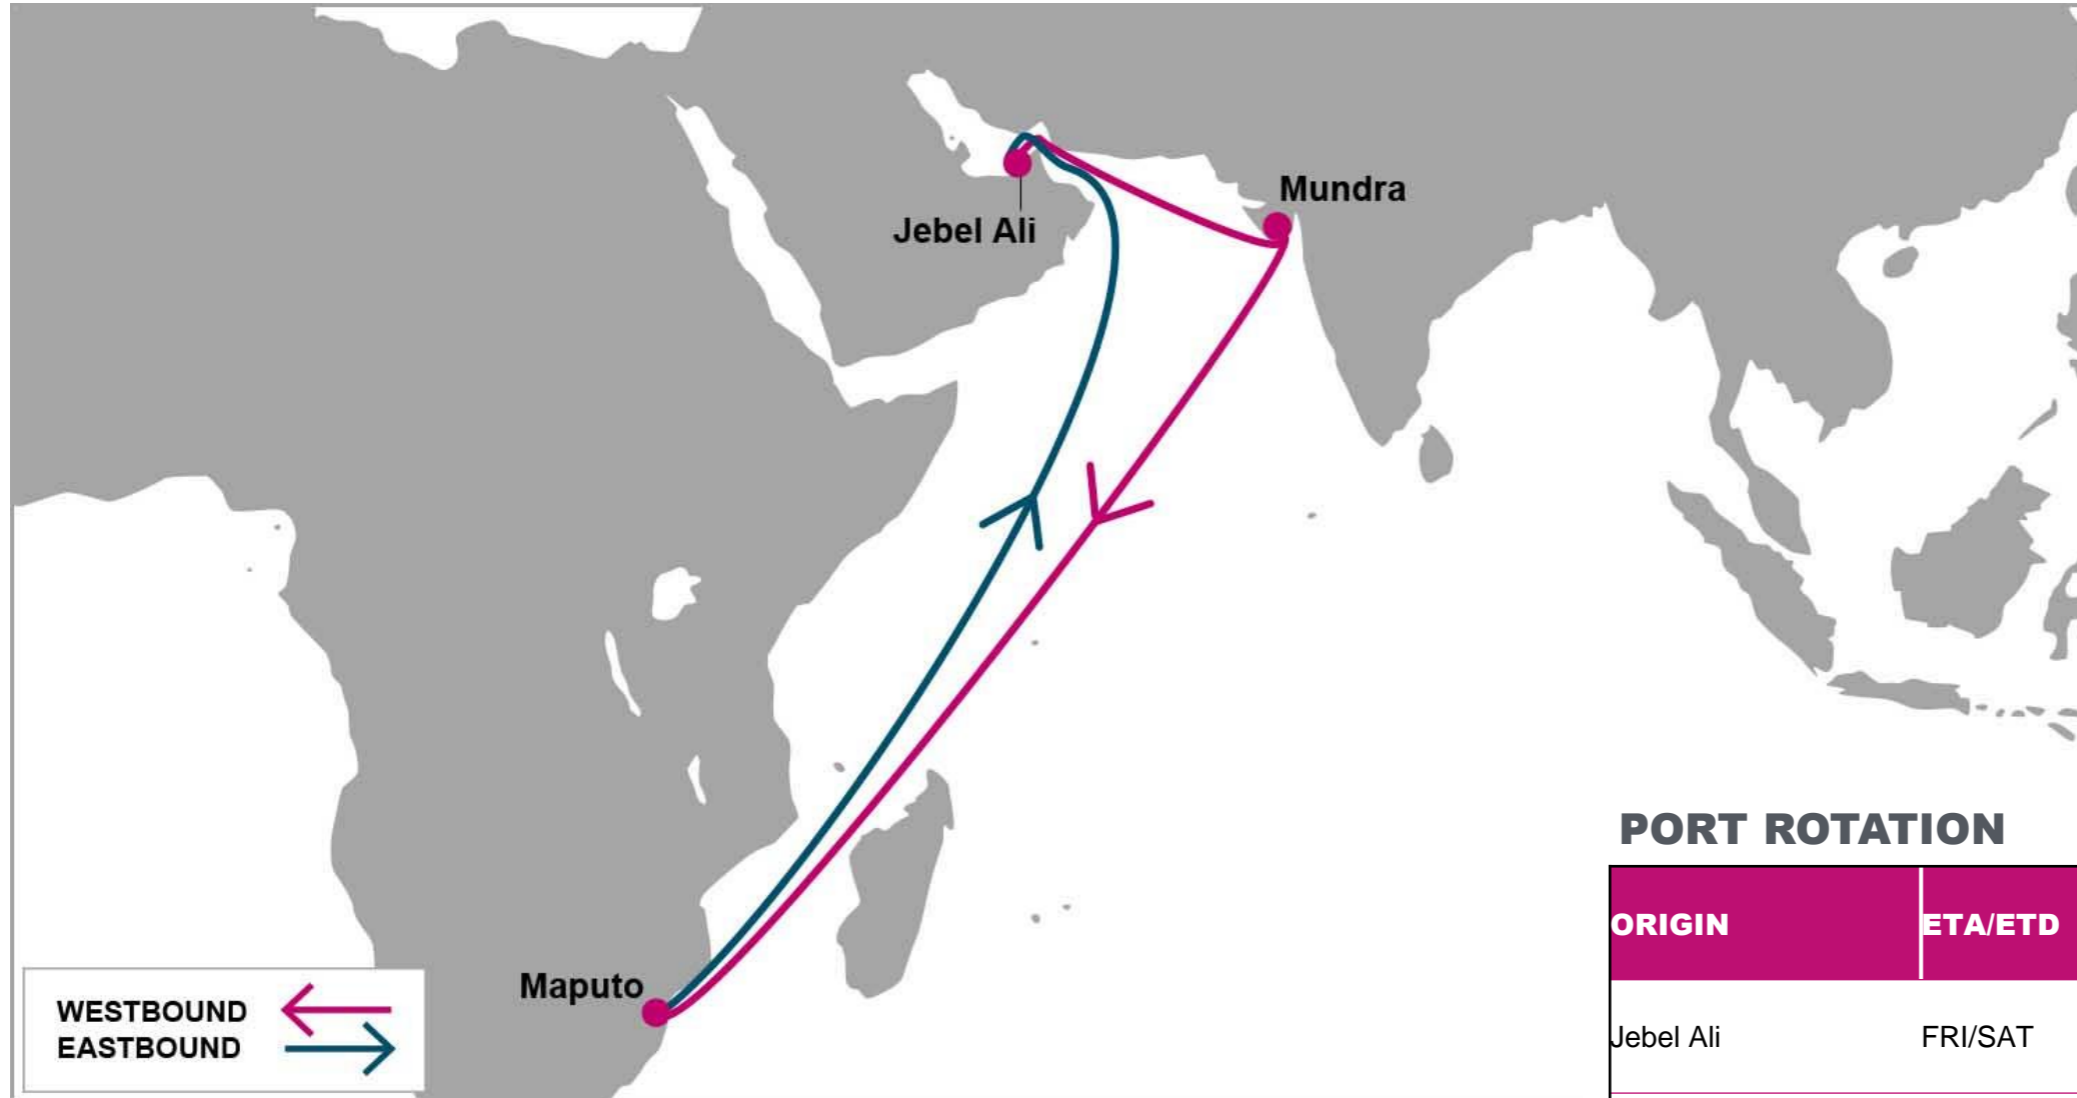 Mundra
Jebel Ali
Maputo
WESTBOUND
EASTBOUND
PORT ROTATION
ORIGIN ETA/ETD
Jebel Ali FRI/SAT